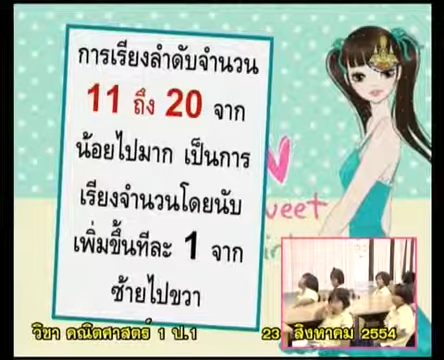 การเรียงลำดับจำนวน
11 ถึง 20 จาก
น้อยไปมาก เป็นการ
เรียงจำนวนโดยนับ
เพิ่มขึ้นทีละ 1 จาก
ซ้ายไปขวา
weet
วิชา คณิตศาสตร์ 1 ป.1 23 สิงหาคม 2554